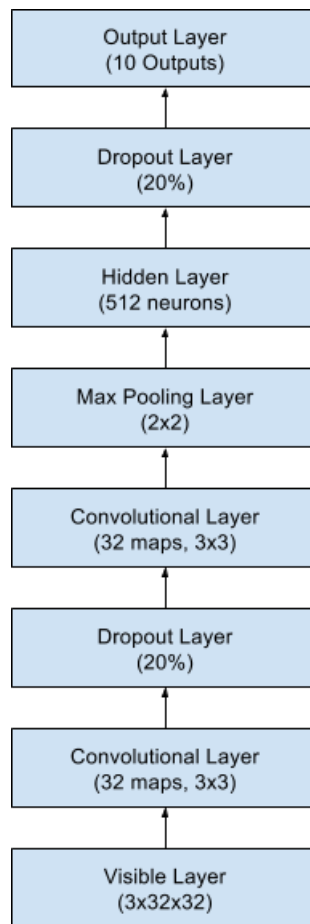 Output Layer
(10 Outputs)
Dropout Layer
(20%)
Hidden Layer
(512 neurons)
Max Pooling Layer
(2x2)
Convolutional Layer
(32 maps, 3x3)
Dropout Layer
(20%)
Convolutional Layer
(32 maps, 3x3)
Visible Layer
(3x32x32)